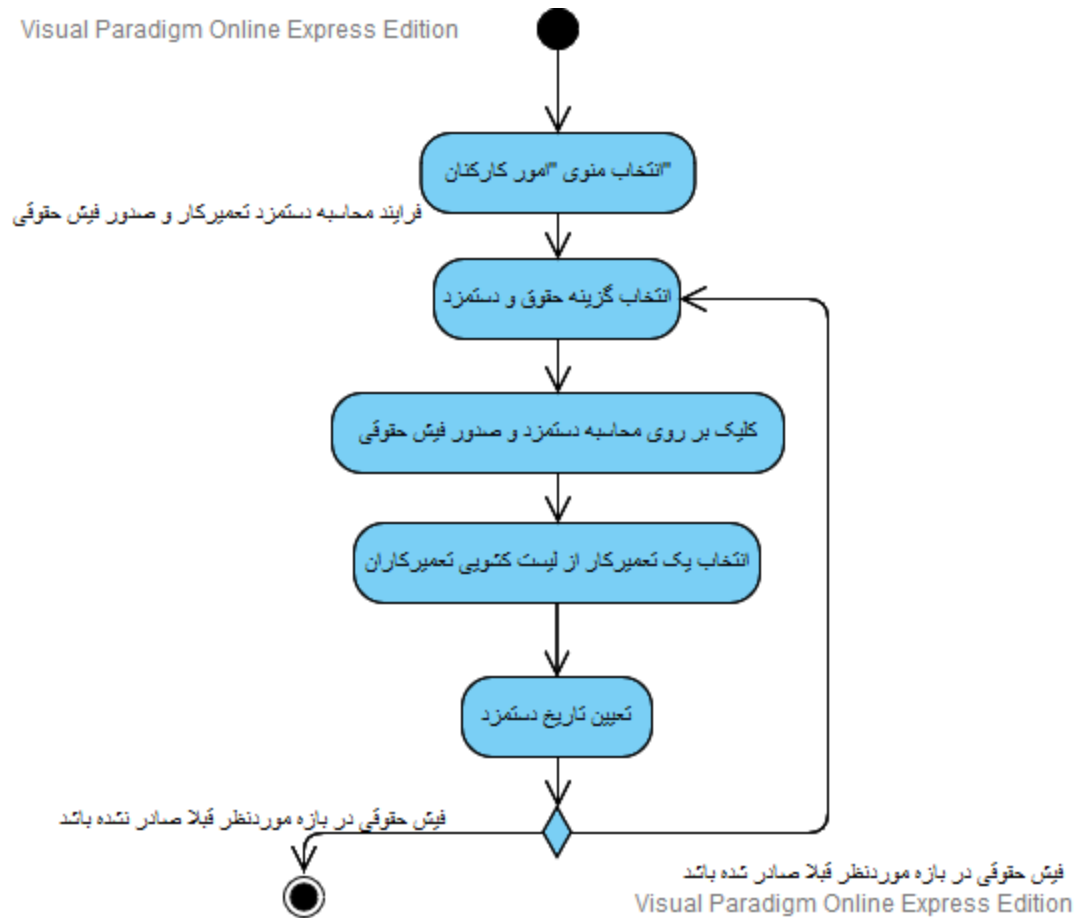 Visual Paradigm Online Express Edition
انتخاب منوی "امور کارکنان"
فرایند محاسبه دستمزد تعمیرکار و صدور فیش حقوقی
انتخاب گزینه حقوق و دستمزد
کلیک بر روی محاسبه دستمزد و صدور فیش حقوقی
انتخاب یک تعمیرکار از لیست کشویی تعمیرکاران
تعیین تاریخ دستمزد
فیش حقوقی در بازه موردنظر قبلا صادر نشده باشد
فیش حقوقی در بازه موردنظر قبلا صادر شده باشد
Visual Paradigm Online Express Edition